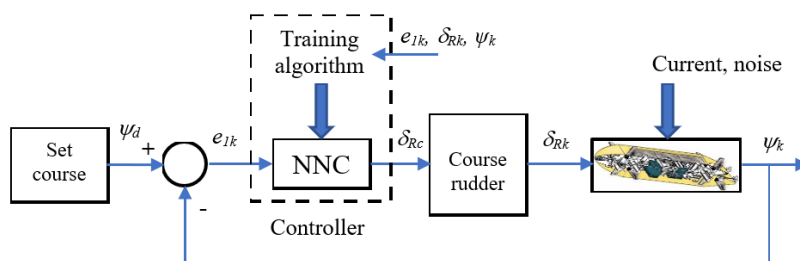 Training
algorithm
e1k, δRk, ψk
Current, noise
Set
course
ψd
+
-
e1k
NNC
δRc
Course
rudder
δRk
ψk
Controller